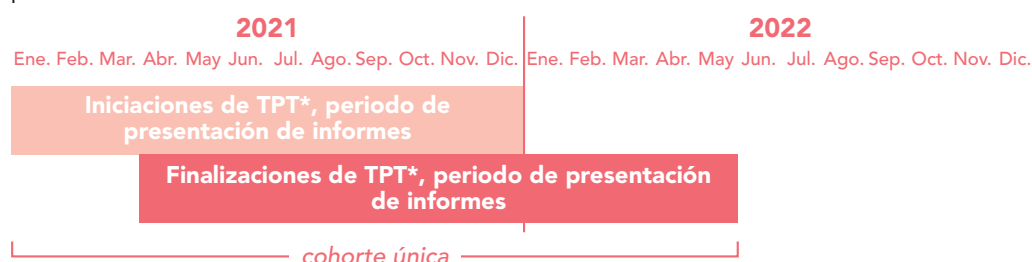 2021 2022
Ene. Feb. Mar. Abr. May Jun. Jul. Ago. Sep. Oct. Nov. Dic. Ene. Feb. Mar. Abr. May Jun. Jul. Ago. Sep. Oct. Nov. Dic.
Iniciaciones de TPT*, periodo de
presentación de informes
Finalizaciones de TPT*, periodo de presentación
de informes
cohorte única